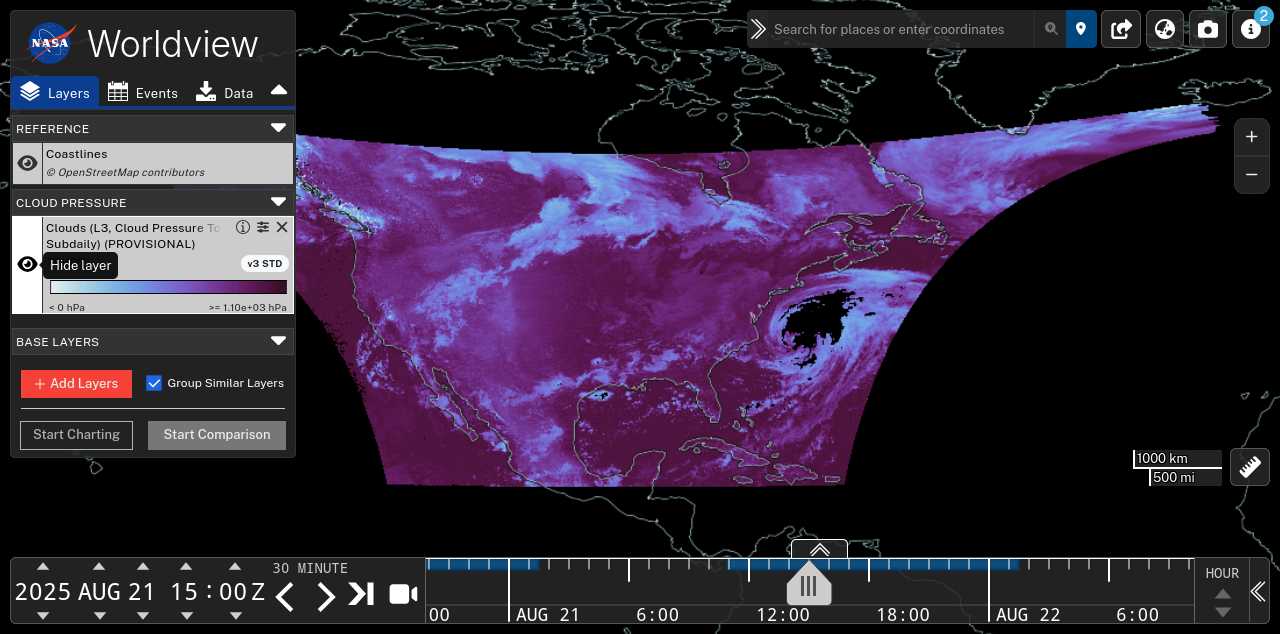 NASA
Worldview
Layers
Events
Data
REFERENCE
Coastlines
© OpenStreetMap contributors
CLOUD PRESSURE
Clouds (L3, Cloud Pressure To
Subdaily) (PROVISIONAL)
Hide layer
v3 STD
< 0 hPa
>= 1.10e+03 hPa
BASE LAYERS
+ Add Layers
Group Similar Layers
Start Charting
Start Comparison
Search for places or enter coordinates
2
+
−
1000 km
500 mi
2025 AUG 21 15 : 00 Z
30 MINUTE
00
AUG 21
6:00
12:00
18:00
AUG 22
6:00
HOUR